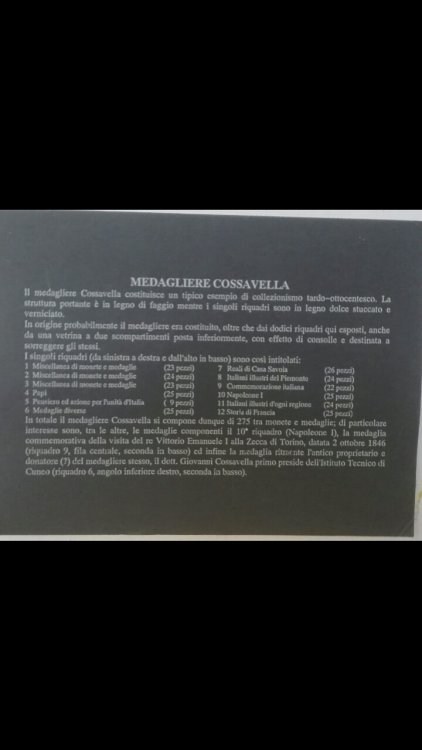 MEDAGLIERE COSSAVELLA
Il medagliere Cossavella costituisce un tipico esempio di collezionismo tardo-ottocentesco. La
struttura portante è in legno di faggio mentre i singoli riquadri sono in legno dolce stuccato e
verniciato.
In origine probabilmente il medagliere era costituito, oltre che dai dodici riquadri qui esposti, anche
da una vetrina a due scompartimenti posta inferiormente, con effetto di consolle e destinata a
sorreggere gli stessi.
I singoli riquadri (da sinistra a destra e dall'alto in basso) sono così intitolati:
1 Miscellanea di monete e medaglie (23 pezzi) 7 Reali di Casa Savoia (26 pezzi)
2 Miscellanea di monete e medaglie (24 pezzi) 8 Italiani illustri del Piemonte (24 pezzi)
3 Miscellanea di monete e medaglie (23 pezzi) 9 Commemorazione italiana (22 pezzi)
4 Papi (25 pezzi) 10 Napoleone I (25 pezzi)
5 Pensiero ed azione per l'unità d'Italia ( 9 pezzi) 11 Italiani illustri d'ogni regione (24 pezzi)
6 Medaglie diverse (25 pezzi) 12 Storia di Francia (25 pezzi)
In totale il medagliere Cossavella si compone dunque di 275 tra monete e medaglie; di particolare
interesse sono, tra le altre, le medaglie componenti il 10° riquadro (Napoleone I), la medaglia
commemorativa della visita del re Vittorio Emanuele I alla Zecca di Torino, datata 2 ottobre 1846
(riquadro 9, fila centrale, seconda in basso) ed infine la medaglia ritraente l'antico proprietario e
donatore (?) del medagliere stesso, il dott. Giovanni Cossavella primo preside dell'Istituto Tecnico di
Cuneo (riquadro 6, angolo inferiore destro, seconda in basso).